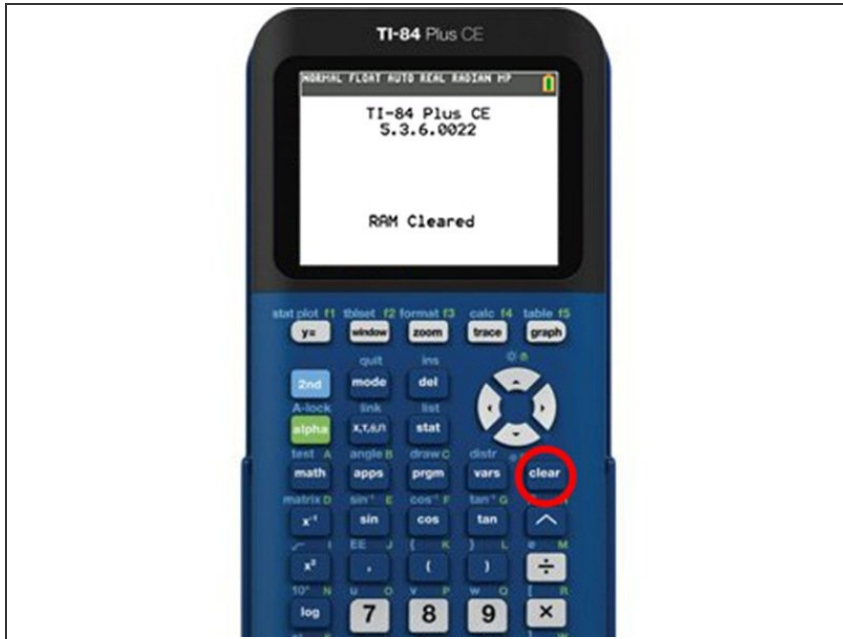 TI-84 Plus CE
NORMAL FLOAT AUTO REAL RADIAN MP
TI-84 Plus CE
5.3.6.0022
RAM Cleared
stat plot f1 tblset f2 format f3 calc f4 table f5
y= window zoom trace graph
quit ins
2nd mode del
A-lock link list
alpha X,T,θ,n stat
test A angle B draw C distr
math apps prgm vars clear
matrix D sin⁻¹ E cos⁻¹ F tan⁻¹ G H
x⁻¹ sin cos tan ^
√ I EE J { K } L e M
x² , ( ) ÷
10ˣ N u O v P w Q [ R
log 7 8 9 ×